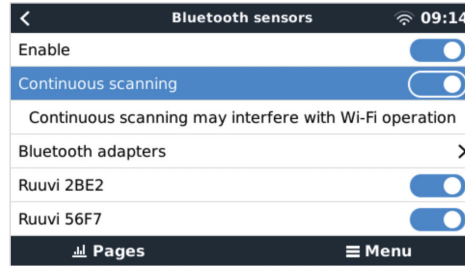 Bluetooth sensors 09:14
Enable
Continuous scanning
Continuous scanning may interfere with Wi-Fi operation
Bluetooth adapters
Ruuvi 2BE2
Ruuvi 56F7
Pages Menu